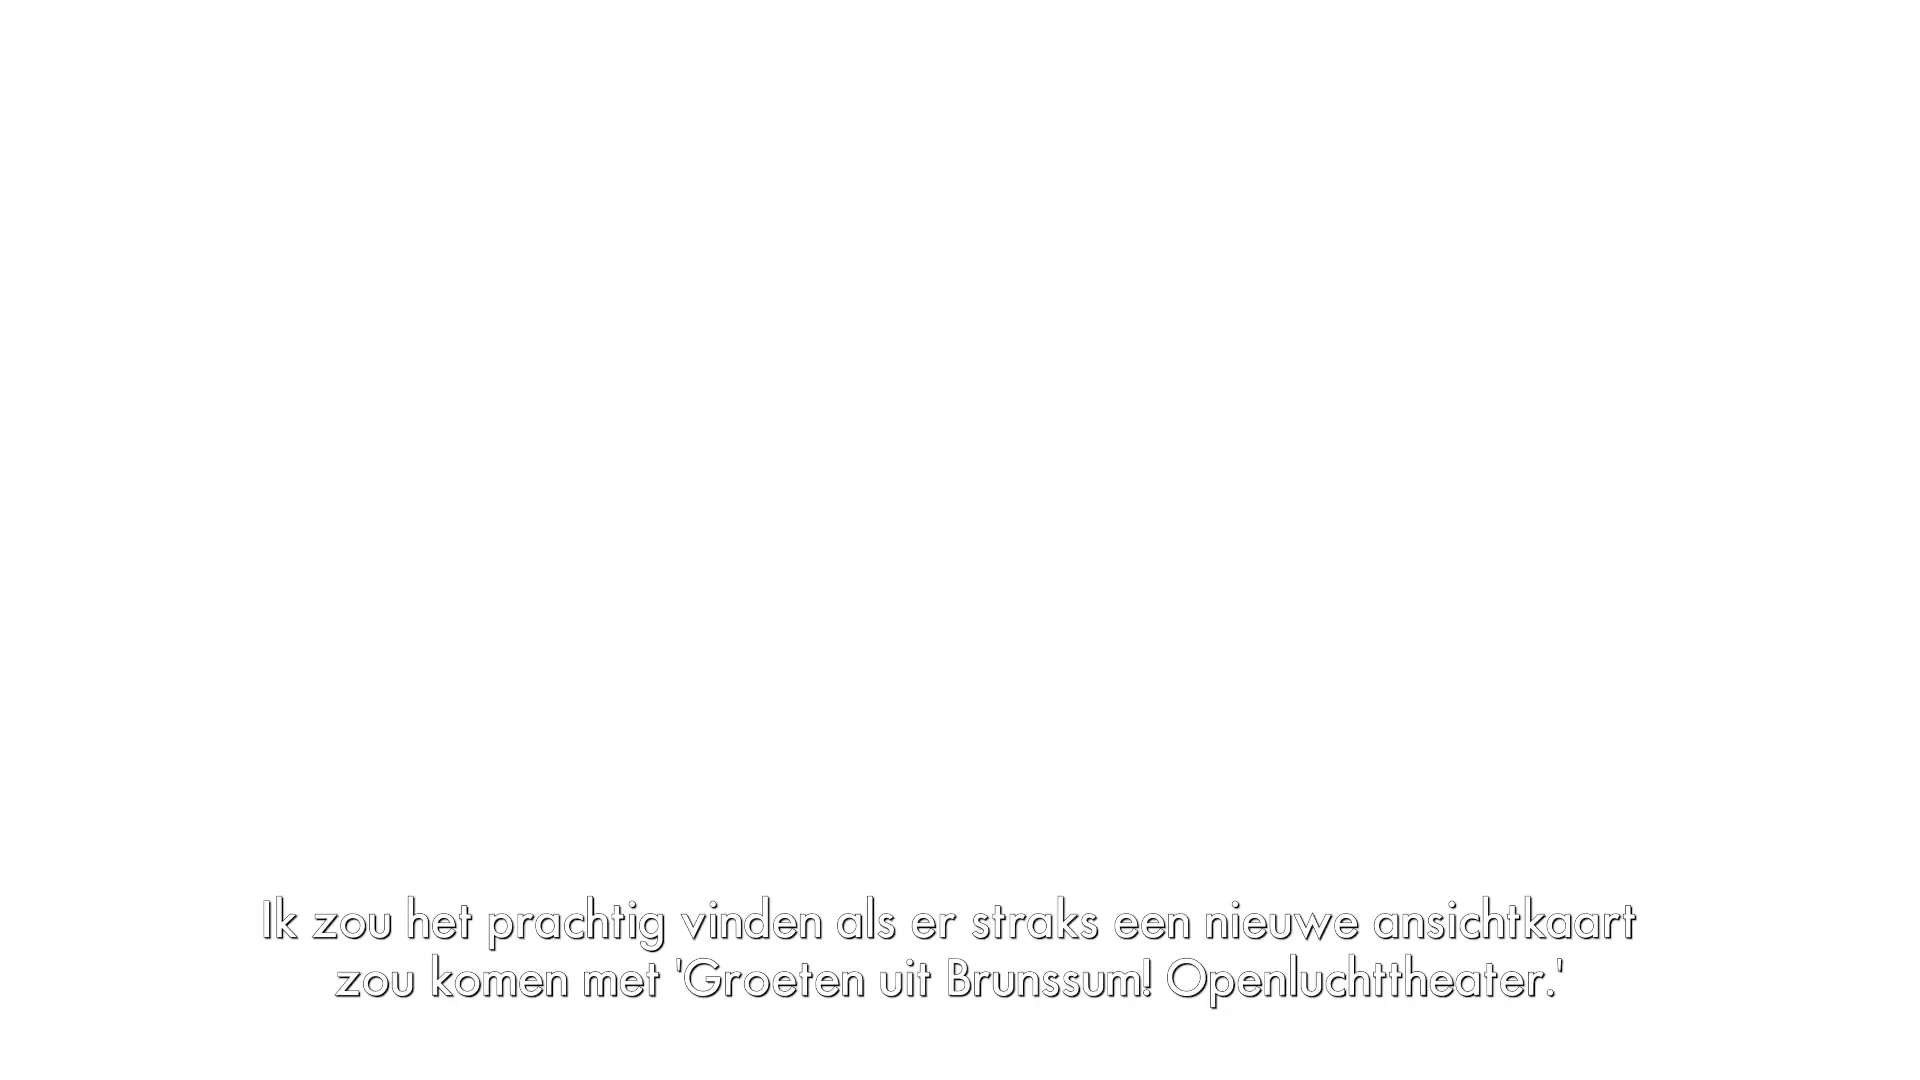 Ik zou het prachtig vinden als er straks een nieuwe ansichtkaart
zou komen met 'Groeten uit Brunssum! Openluchttheater.'